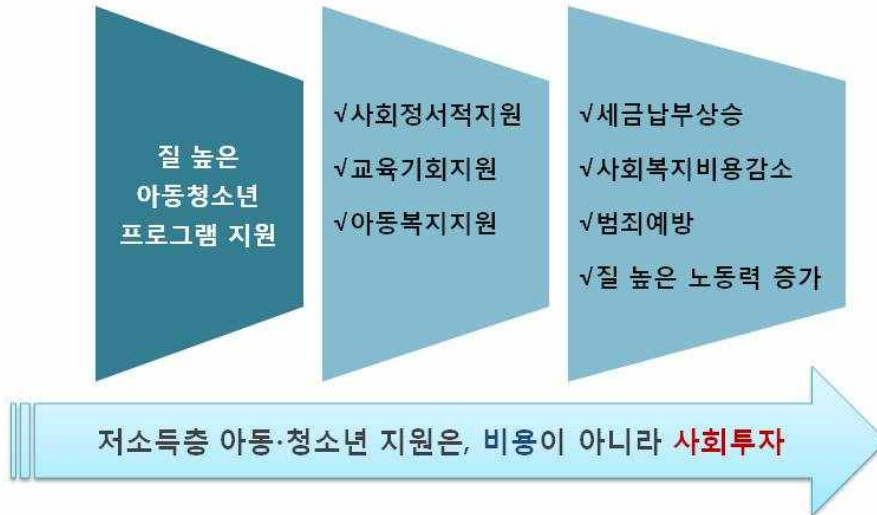 질 높은
아동청소년
프로그램 지원
√사회정서적지원
√교육기회지원
√아동복지지원
√세금납부상승
√사회복지비용감소
√범죄예방
√질 높은 노동력 증가
저소득층 아동·청소년 지원은, 비용이 아니라 사회투자